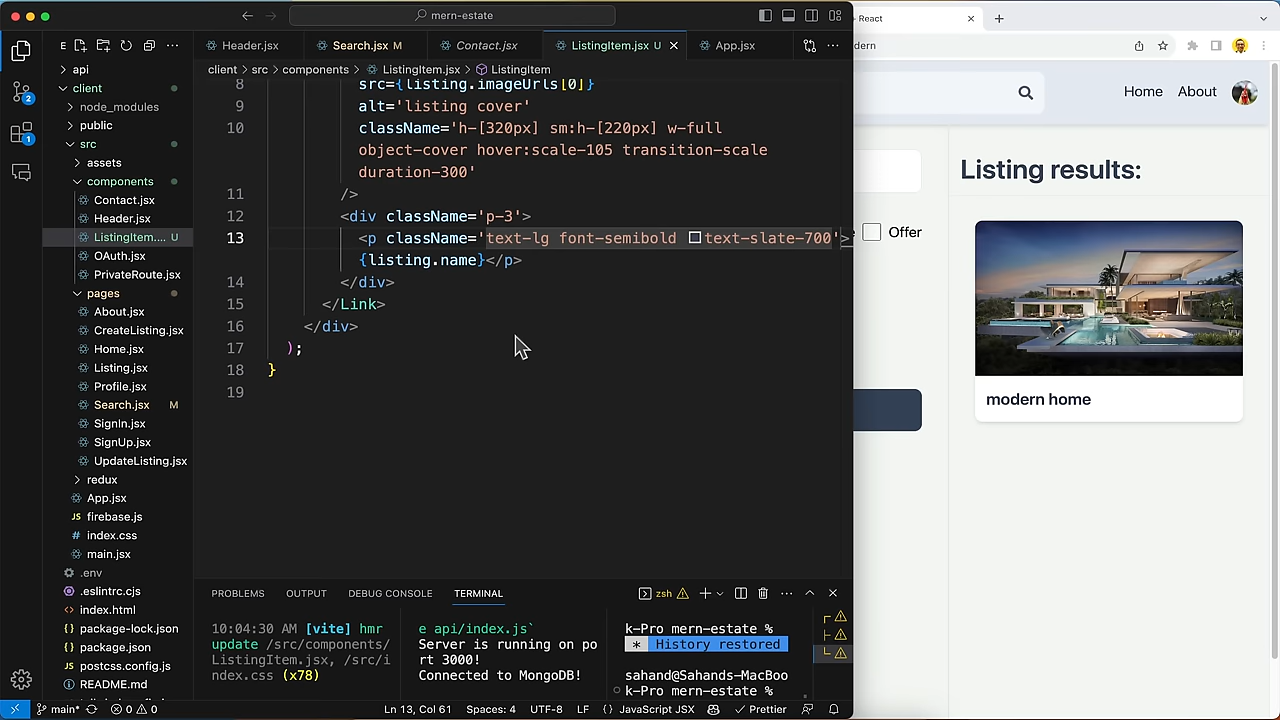 mern-estate
- React
E
Header.jsx
Search.jsx M
Contact.jsx
ListingItem.jsx U
App.jsx
client > src > components > ListingItem.jsx > ListingItem
api
client
node_modules
public
src
assets
components
Contact.jsx
Header.jsx
ListingItem.... U
OAuth.jsx
PrivateRoute.jsx
pages
About.jsx
CreateListing.jsx
Home.jsx
Listing.jsx
Profile.jsx
Search.jsx M
SignIn.jsx
SignUp.jsx
UpdateListing.jsx
redux
App.jsx
firebase.js
index.css
main.jsx
.env
.eslintrc.cjs
index.html
package-lock.json
package.json
postcss.config.js
README.md
2
1
8 src={listing.imageUrls[0]}
9 alt='listing cover'
10 className='h-[320px] sm:h-[220px] w-full
object-cover hover:scale-105 transition-scale
duration-300'
11 />
12 <div className='p-3'>
13 <p className='text-lg font-semibold text-slate-700'>
{listing.name}</p>
14 </div>
15 </Link>
16 </div>
17 );
18 }
19
PROBLEMS OUTPUT DEBUG CONSOLE TERMINAL
zsh
10:04:30 AM [vite] hmr
update /src/components/
ListingItem.jsx, /src/i
ndex.css (x78)
e api/index.js`
Server is running on po
rt 3000!
Connected to MongoDB!
k-Pro mern-estate %
* History restored
sahand@Sahands-MacBoo
k-Pro mern-estate %
main* 0 0
Ln 13, Col 61
Spaces: 4
UTF-8
LF
{} JavaScript JSX
Prettier
dern
Home
About
Offer
Listing results:
modern home